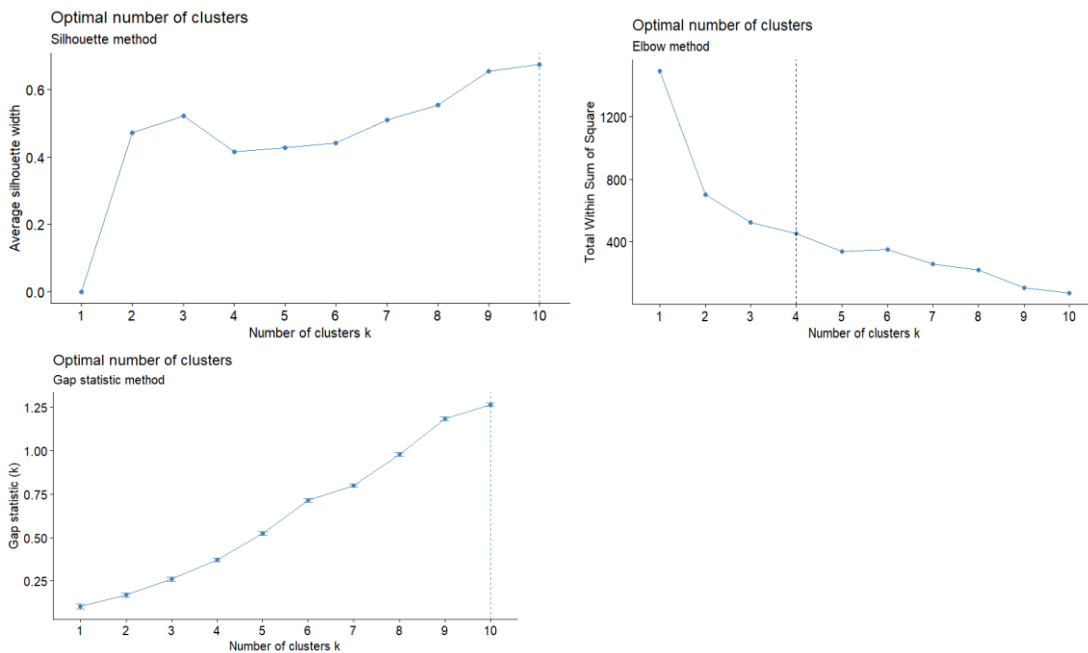 Optimal number of clusters
Silhouette method
Average silhouette width
0.6
0.4
0.2
0.0
1 2 3 4 5 6 7 8 9 10
Number of clusters k
Optimal number of clusters
Elbow method
Total Within Sum of Square
1200
800
400
1 2 3 4 5 6 7 8 9 10
Number of clusters k
Optimal number of clusters
Gap statistic method
Gap statistic (k)
1.25
1.00
0.75
0.50
0.25
1 2 3 4 5 6 7 8 9 10
Number of clusters k